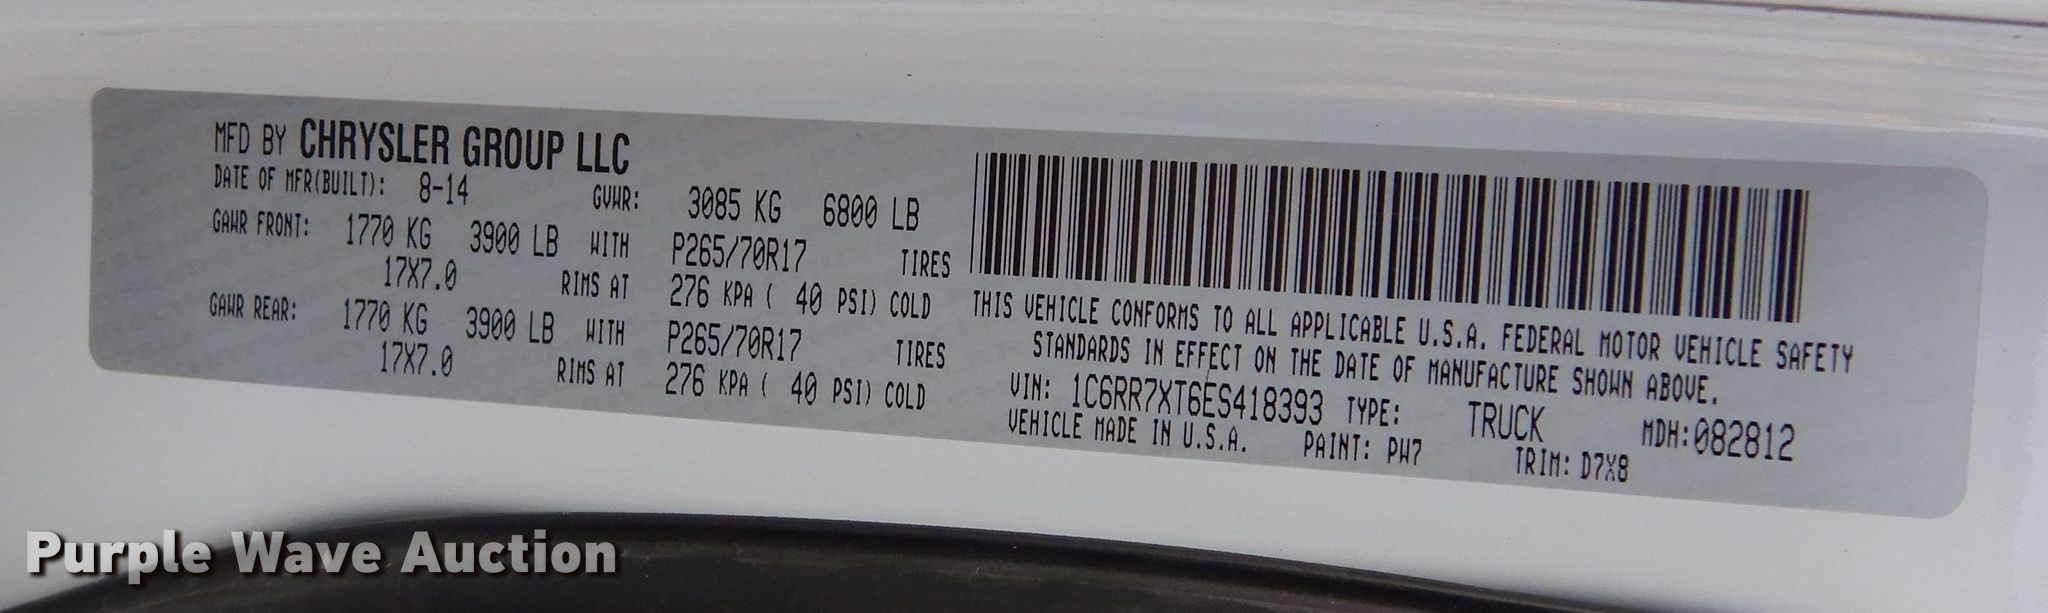 MFD BY CHRYSLER GROUP LLC
DATE OF MFR(BUILT): 8-14 GVWR: 3085 KG 6800 LB
GAWR FRONT: 1770 KG 3900 LB WITH P265/70R17 TIRES
17X7.0 RIMS AT 276 KPA ( 40 PSI) COLD
GAWR REAR: 1770 KG 3900 LB WITH P265/70R17 TIRES
17X7.0 RIMS AT 276 KPA ( 40 PSI) COLD
THIS VEHICLE CONFORMS TO ALL APPLICABLE U.S.A. FEDERAL MOTOR VEHICLE SAFETY
STANDARDS IN EFFECT ON THE DATE OF MANUFACTURE SHOWN ABOVE.
VIN: 1C6RR7XT6ES418393 TYPE: TRUCK MDH:082812
VEHICLE MADE IN U.S.A. PAINT: PW7 TRIM: D7X8
Purple Wave Auction